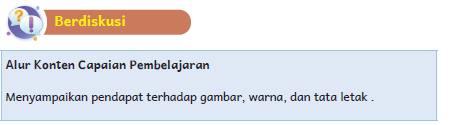 Berdiskusi
Alur Konten Capaian Pembelajaran
Menyampaikan pendapat terhadap gambar, warna, dan tata letak .